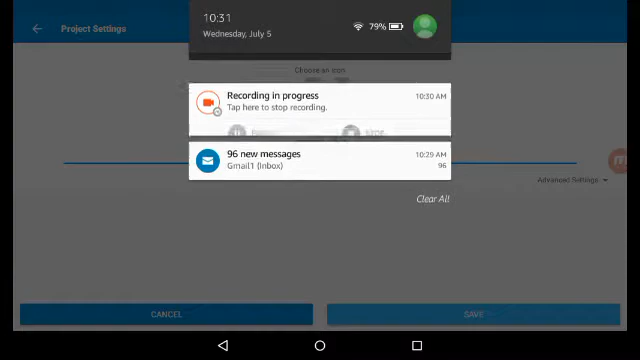 10:31
Wednesday, July 5
79%
Project Settings
Choose an icon
Recording in progress
10:30 AM
Tap here to stop recording.
96 new messages
10:29 AM
Gmail1 (Inbox)
96
Clear All
Advanced Settings
CANCEL
SAVE